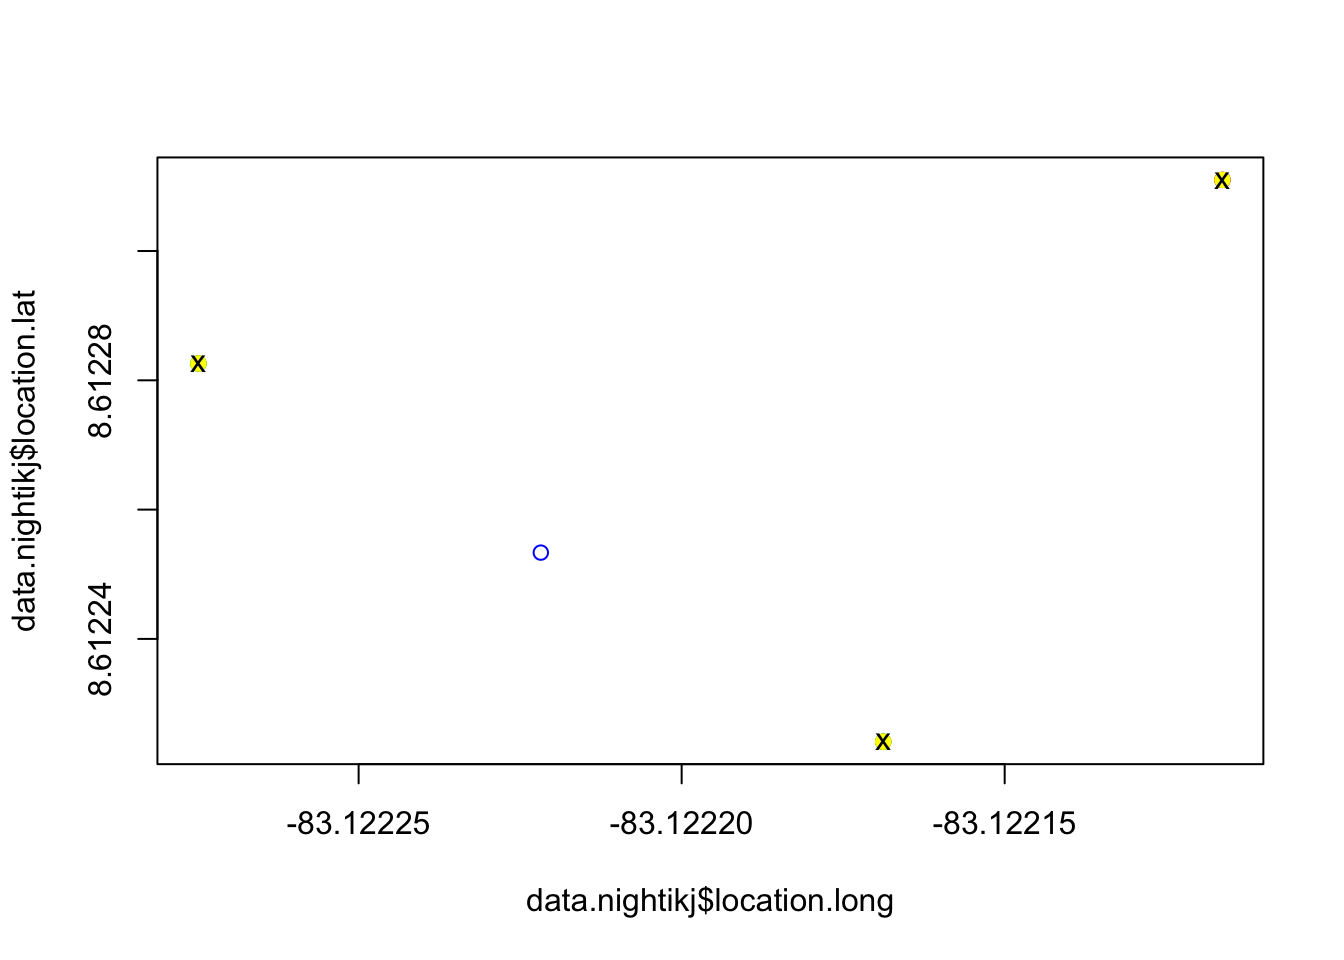 data.nightikj$location.lat
8.61228
8.61224
x
x
x
-83.12225
-83.12220
-83.12215
data.nightikj$location.long